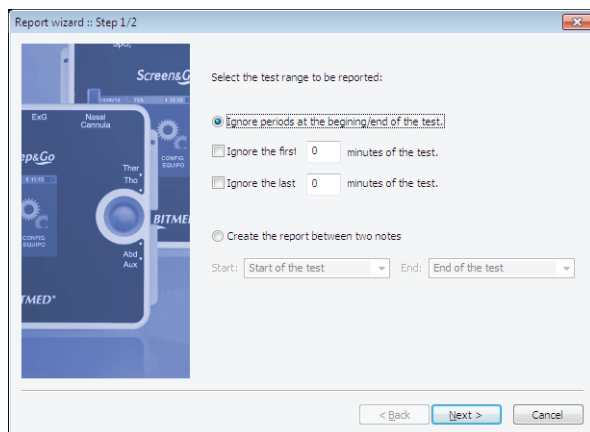 Report wizard :: Step 1/2
SpO2
Screen&G
ExG
Nasal
Cannula
ep&Go
CONFIG
EQUIPO
Ther
Tho
CONFIG
EQUIPO
BITMED
Abd
Aux
TMED®
Select the test range to be reported:
Ignore periods at the begining/end of the test.
Ignore the first 0 minutes of the test.
Ignore the last 0 minutes of the test.
Create the report between two notes
Start: Start of the test End: End of the test
< Back Next > Cancel